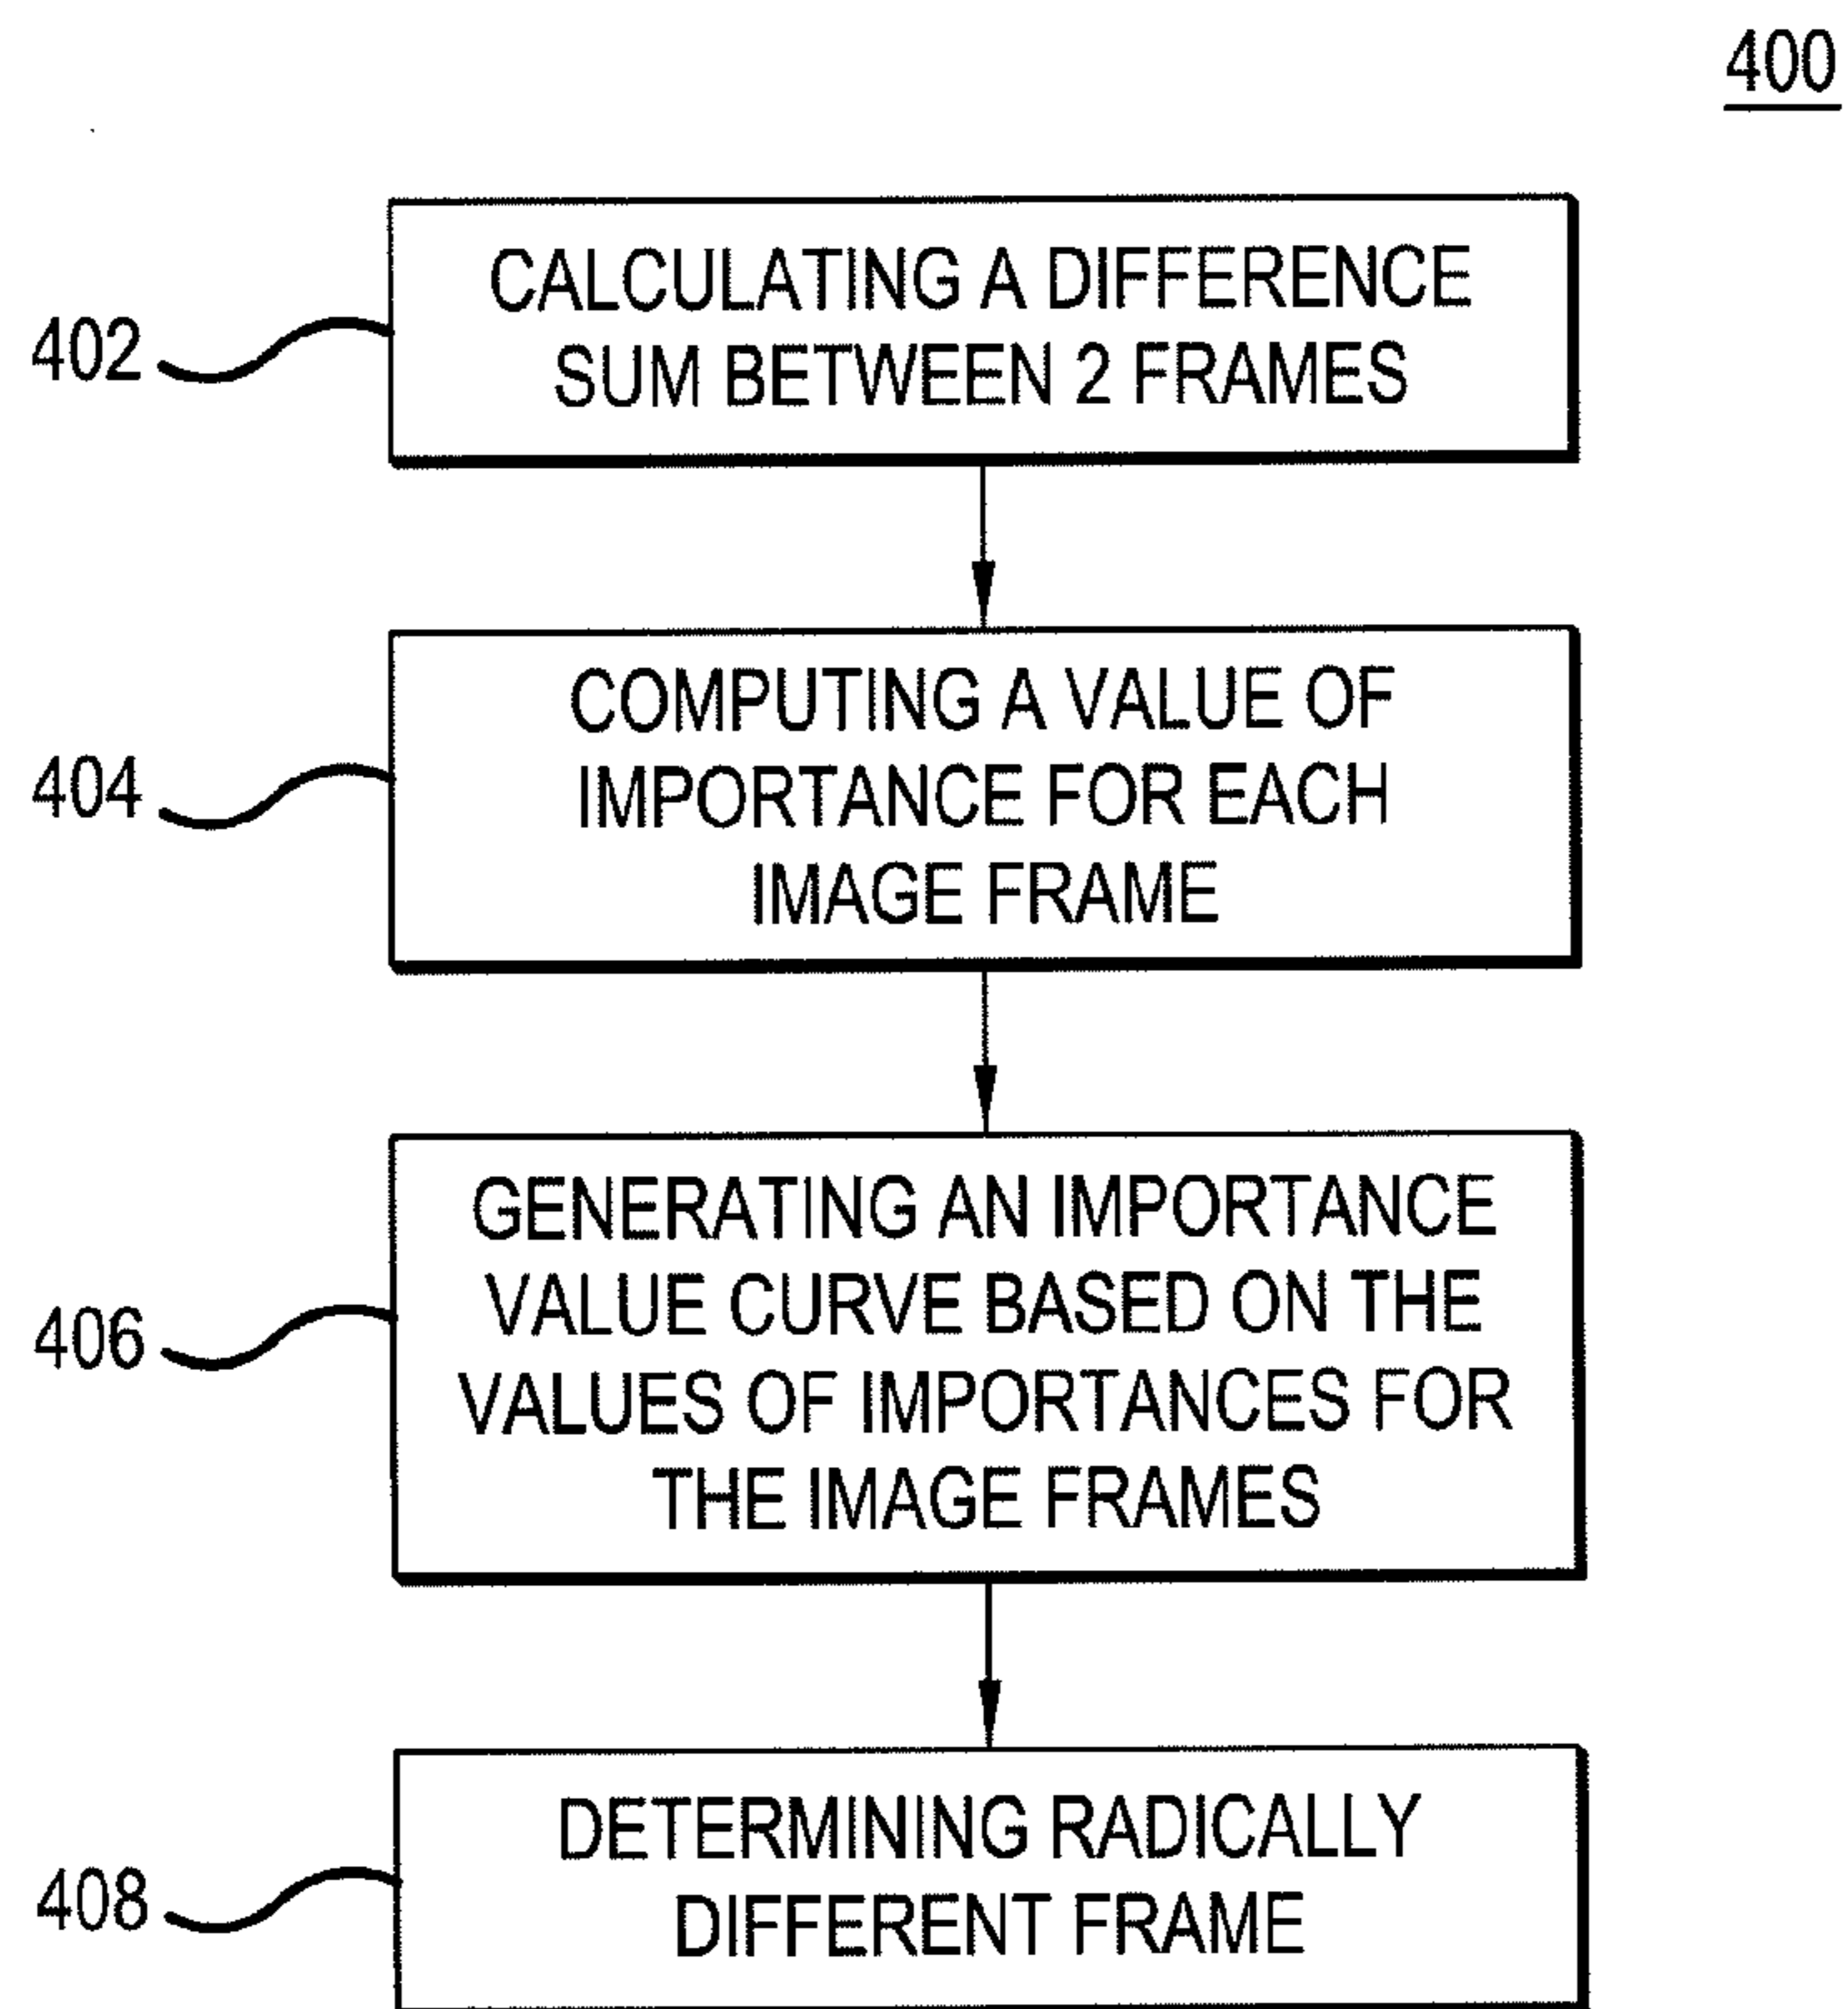 400
CALCULATING A DIFFERENCE
SUM BETWEEN 2 FRAMES
402
COMPUTING A VALUE OF
IMPORTANCE FOR EACH
IMAGE FRAME
404
GENERATING AN IMPORTANCE
VALUE CURVE BASED ON THE
VALUES OF IMPORTANCES FOR
THE IMAGE FRAMES
406
DETERMINING RADICALLY
DIFFERENT FRAME
408